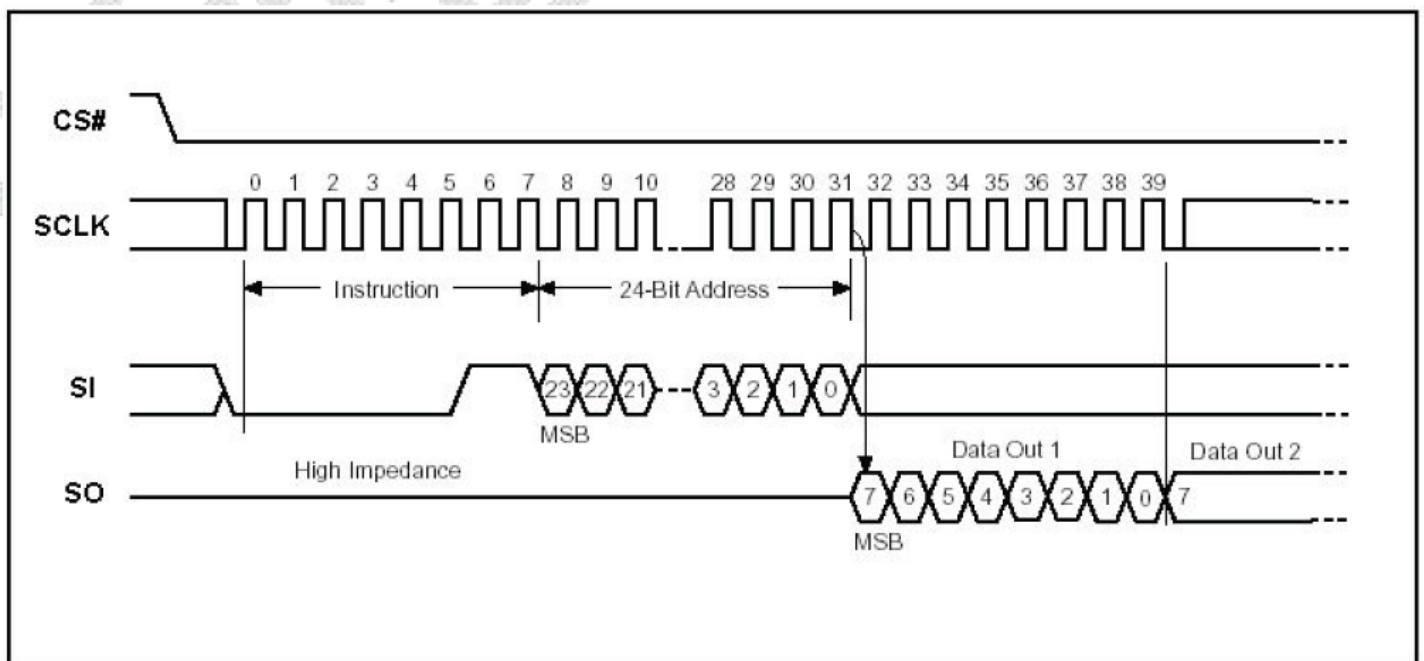 CS#
0 1 2 3 4 5 6 7 8 9 10 28 29 30 31 32 33 34 35 36 37 38 39
SCLK
Instruction 24-Bit Address
SI 23 22 21 3 2 1 0
MSB
Data Out 1 Data Out 2
High Impedance
SO 7 6 5 4 3 2 1 0 7
MSB